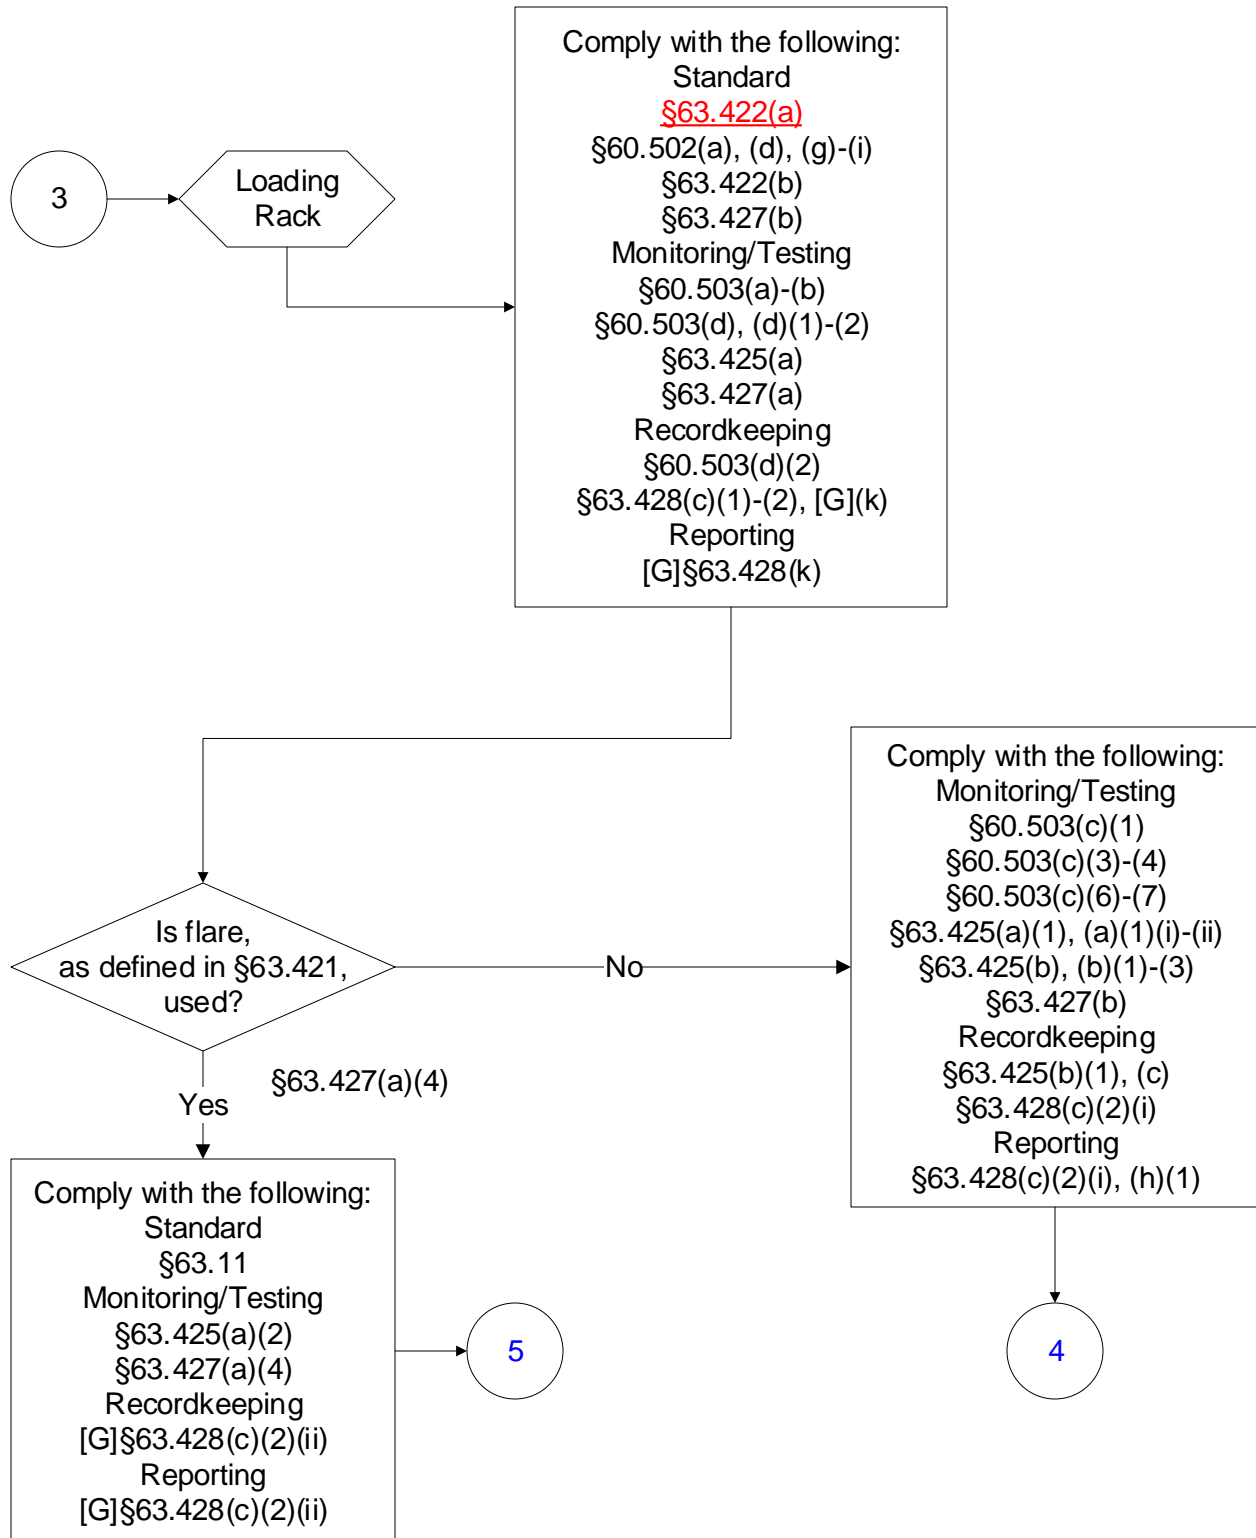 3
Loading
Rack
Comply with the following:
Standard
§63.422(a)
§60.502(a), (d), (g)-(i)
§63.422(b)
§63.427(b)
Monitoring/Testing
§60.503(a)-(b)
§60.503(d), (d)(1)-(2)
§63.425(a)
§63.427(a)
Recordkeeping
§60.503(d)(2)
§63.428(c)(1)-(2), [G](k)
Reporting
[G]§63.428(k)
Is flare,
as defined in §63.421,
used?
No
Comply with the following:
Monitoring/Testing
§60.503(c)(1)
§60.503(c)(3)-(4)
§60.503(c)(6)-(7)
§63.425(a)(1), (a)(1)(i)-(ii)
§63.425(b), (b)(1)-(3)
§63.427(b)
Recordkeeping
§63.425(b)(1), (c)
§63.428(c)(2)(i)
Reporting
§63.428(c)(2)(i), (h)(1)
§63.427(a)(4)
Yes
Comply with the following:
Standard
§63.11
Monitoring/Testing
§63.425(a)(2)
§63.427(a)(4)
Recordkeeping
[G]§63.428(c)(2)(ii)
Reporting
[G]§63.428(c)(2)(ii)
5
4